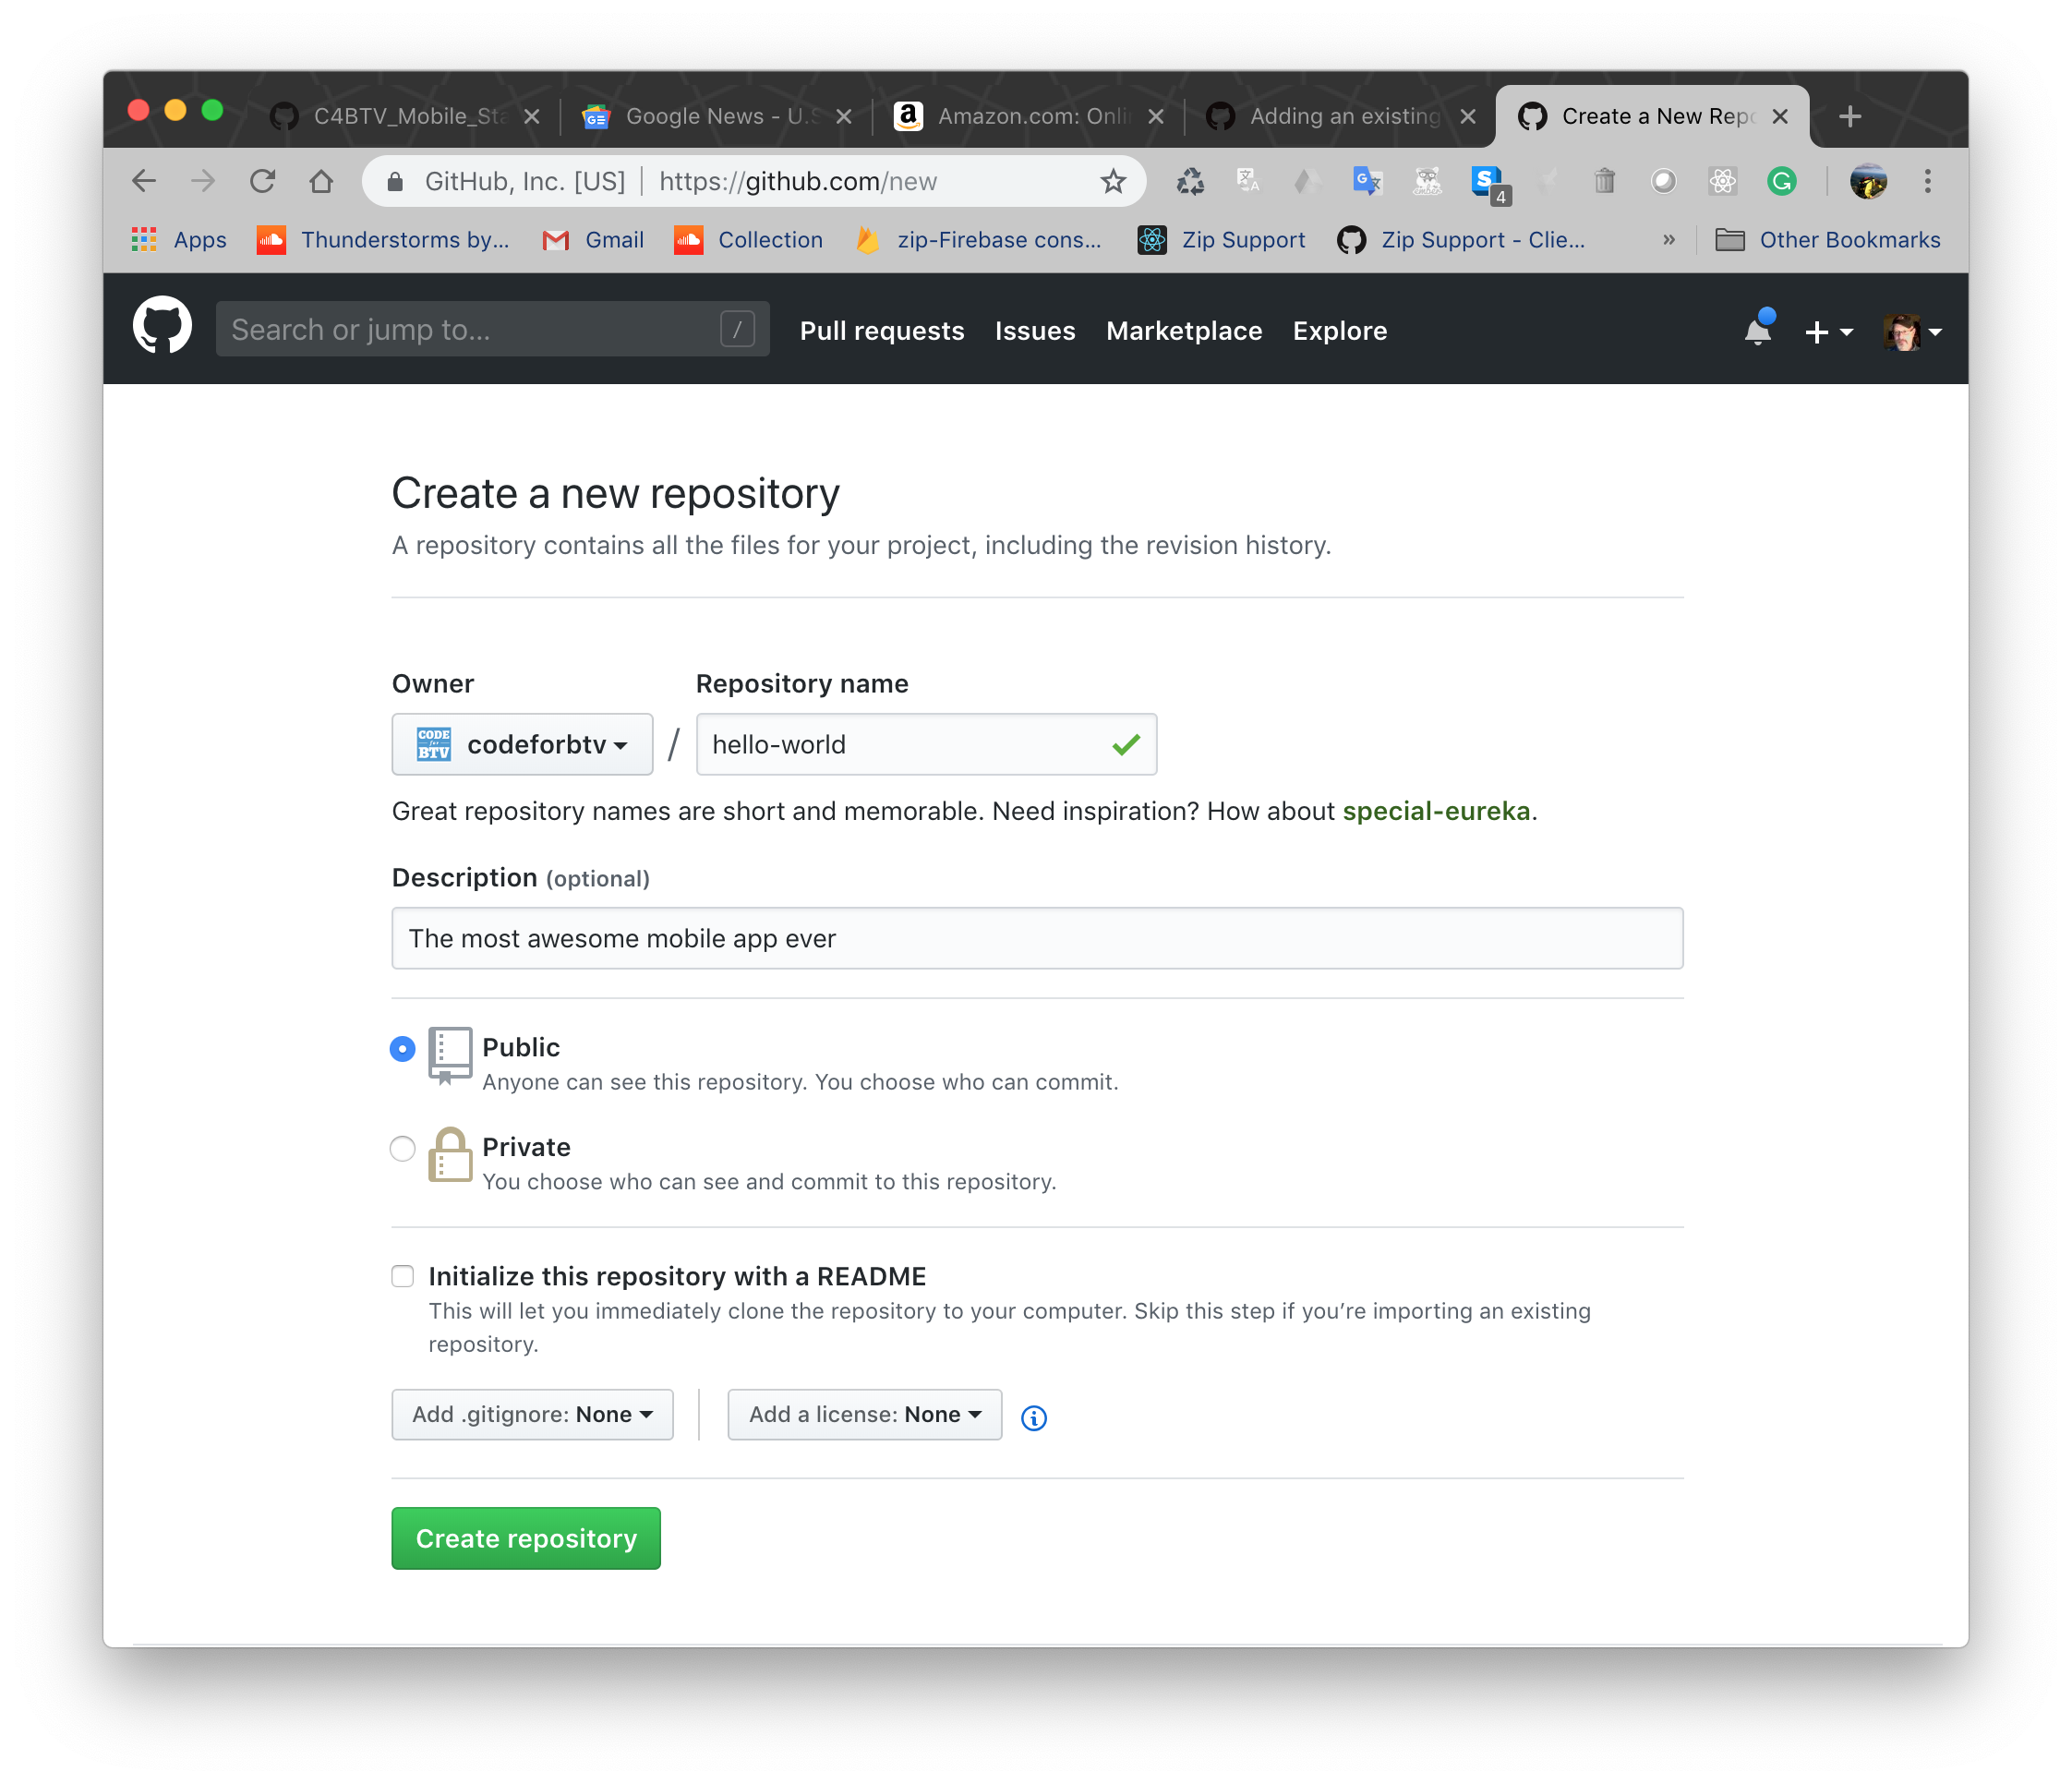 C4BTV_Mobile_Sta
Google News - U.S
Amazon.com: Onli
Adding an existing
Create a New Repo
GitHub, Inc. [US] | https://github.com/new
4
Apps
Thunderstorms by...
Gmail
Collection
zip-Firebase cons...
Zip Support
Zip Support - Clie...
»
Other Bookmarks
Search or jump to...
/
Pull requests
Issues
Marketplace
Explore
Create a new repository
A repository contains all the files for your project, including the revision history.
Owner
Repository name
CODE for BTV
codeforbtv
/
hello-world
Great repository names are short and memorable. Need inspiration? How about special-eureka.
Description (optional)
The most awesome mobile app ever
Public
Anyone can see this repository. You choose who can commit.
Private
You choose who can see and commit to this repository.
Initialize this repository with a README
This will let you immediately clone the repository to your computer. Skip this step if you’re importing an existing
repository.
Add .gitignore: None
Add a license: None
Create repository